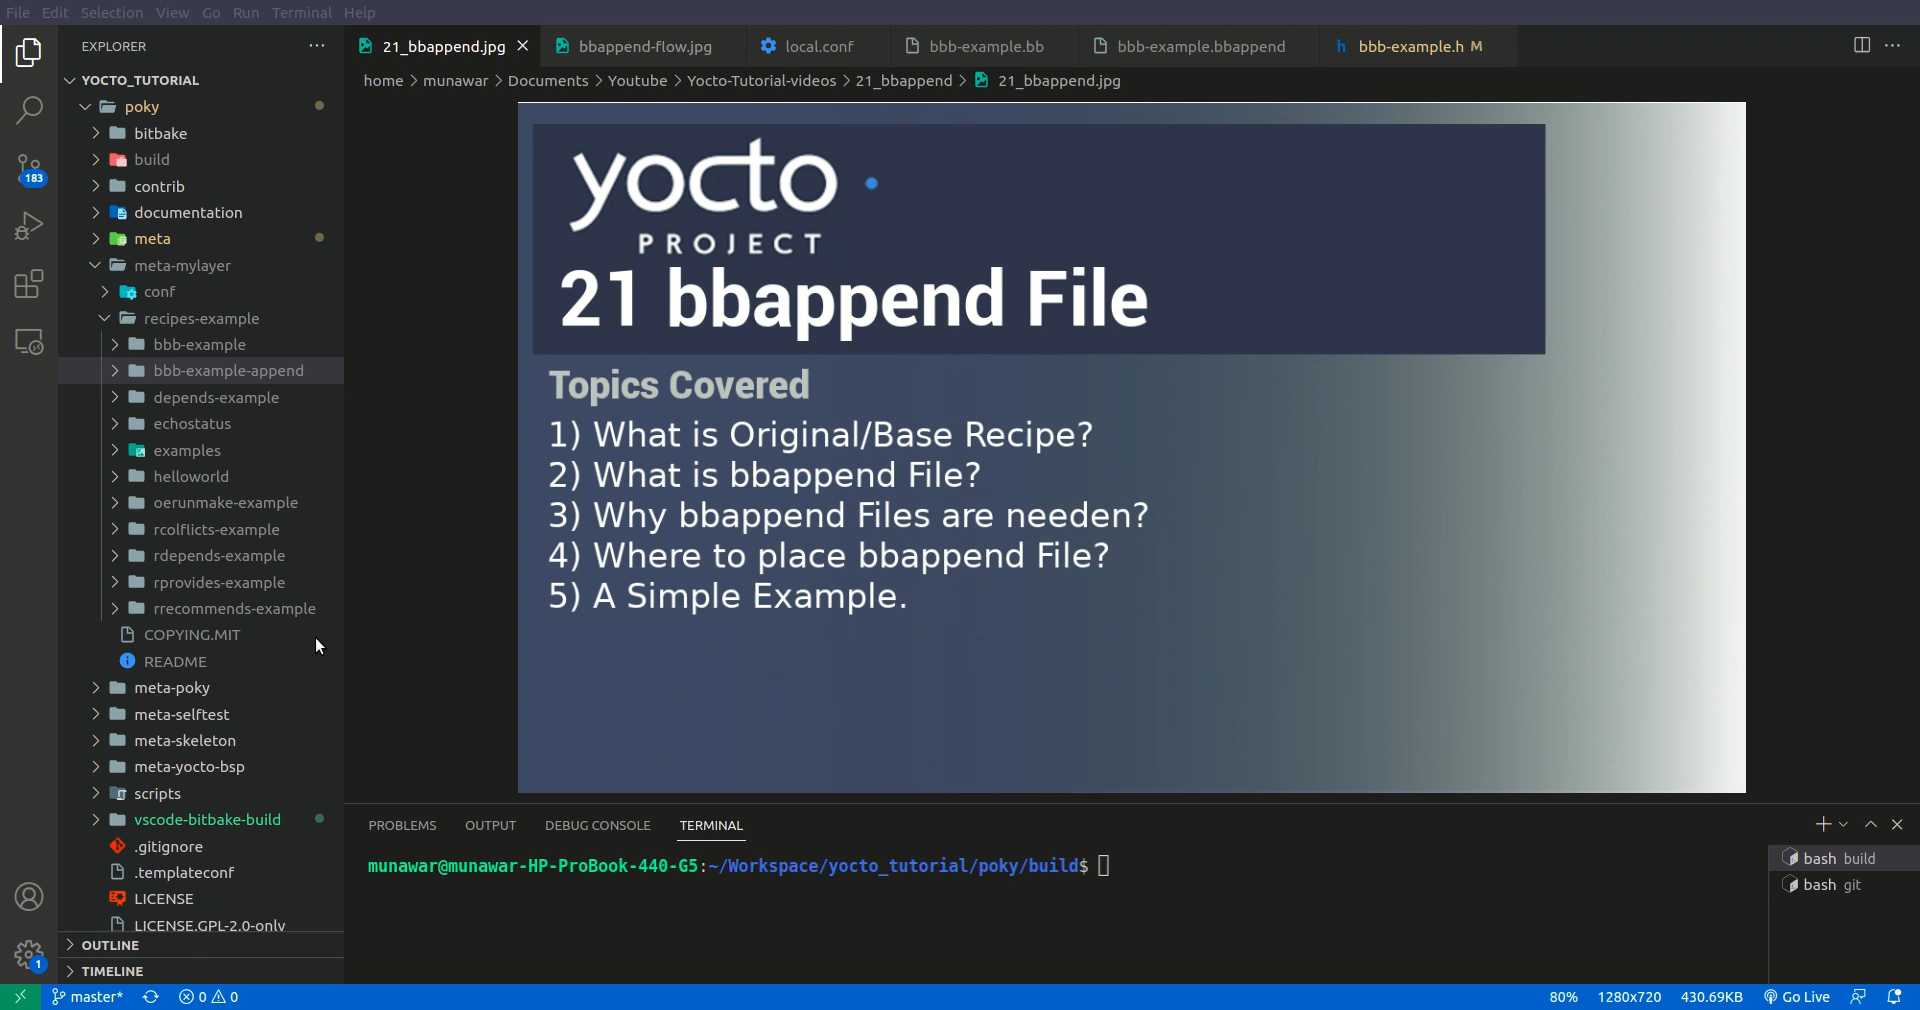 File Edit Selection View Go Run Terminal Help
EXPLORER
21_bbappend.jpg
bbappend-flow.jpg
local.conf
bbb-example.bb
bbb-example.bbappend
h bbb-example.h M
home > munawar > Documents > Youtube > Yocto-Tutorial-videos > 21_bbappend > 21_bbappend.jpg
YOCTO_TUTORIAL
poky
bitbake
build
contrib
documentation
meta
meta-mylayer
conf
recipes-example
bbb-example
bbb-example-append
depends-example
echostatus
examples
helloworld
oerunmake-example
rcolflicts-example
rdepends-example
rprovides-example
rrecommends-example
COPYING.MIT
README
meta-poky
meta-selftest
meta-skeleton
meta-yocto-bsp
scripts
vscode-bitbake-build
.gitignore
.templateconf
LICENSE
LICENSE.GPL-2.0-only
OUTLINE
TIMELINE
183
1
yocto
PROJECT
21 bbappend File
Topics Covered
1) What is Original/Base Recipe?
2) What is bbappend File?
3) Why bbappend Files are needen?
4) Where to place bbappend File?
5) A Simple Example.
PROBLEMS OUTPUT DEBUG CONSOLE TERMINAL
munawar@munawar-HP-ProBook-440-G5:~/Workspace/yocto_tutorial/poky/build$
bash build
bash git
master* 0 0
80% 1280x720 430.69KB Go Live